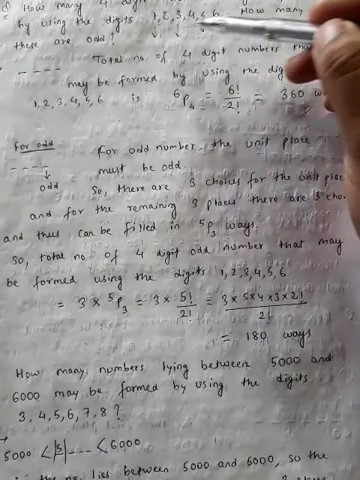 d) How many 4 digit
by using the digits 1,2,3,4,5,6. How many
these are odd?
Total no. of 4 digit numbers
may be formed by using the
1,2,3,4,5,6 is ⁶P₄ = 6!/2! = 360
For odd
For odd number, the unit place
must be odd.
odd
So, there are 3 choices for the unit
and for the remaining 3 places there are 5
and thus can be filled in ⁵P₃ ways.
So, total no. of 4 digit odd number that may
be formed using the digits 1,2,3,4,5,6
= 3 × ⁵P₃ = 3 × 5!/2! = 3×5×4×3×2!/2!
= 180 ways
How many numbers lying between 5000 and
6000 may be formed by using the digits
3, 4, 5, 6, 7, 8?
5000 < |5| _ _ _ < 6000
the no. lies between 5000 and 6000, so the